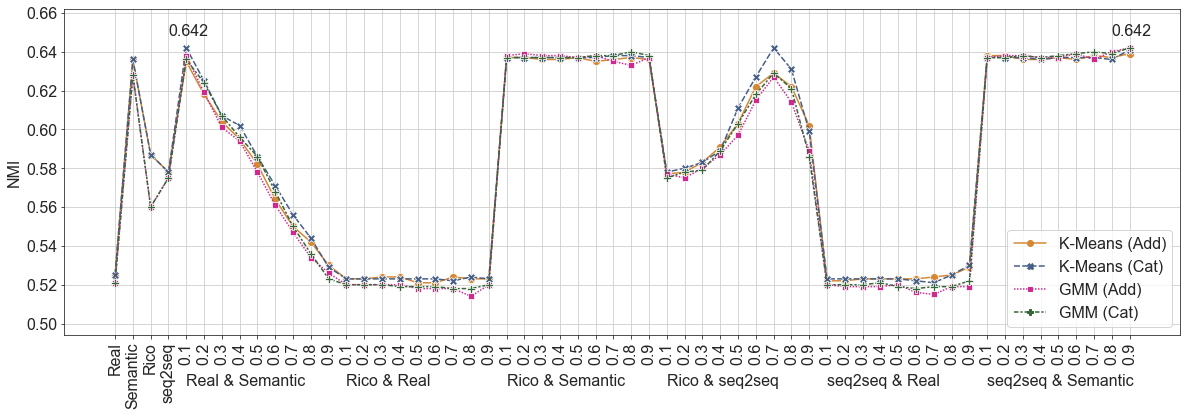 NMI
0.66
0.64
0.62
0.60
0.58
0.56
0.54
0.52
0.50
0.642
0.642
K-Means (Add)
K-Means (Cat)
GMM (Add)
GMM (Cat)
Real
Semantic
Rico
seq2seq
0.1 0.2 0.3 0.4 0.5 0.6 0.7 0.8 0.9
0.1 0.2 0.3 0.4 0.5 0.6 0.7 0.8 0.9
0.1 0.2 0.3 0.4 0.5 0.6 0.7 0.8 0.9
0.1 0.2 0.3 0.4 0.5 0.6 0.7 0.8 0.9
0.1 0.2 0.3 0.4 0.5 0.6 0.7 0.8 0.9
0.1 0.2 0.3 0.4 0.5 0.6 0.7 0.8 0.9
Real & Semantic
Rico & Real
Rico & Semantic
Rico & seq2seq
seq2seq & Real
seq2seq & Semantic